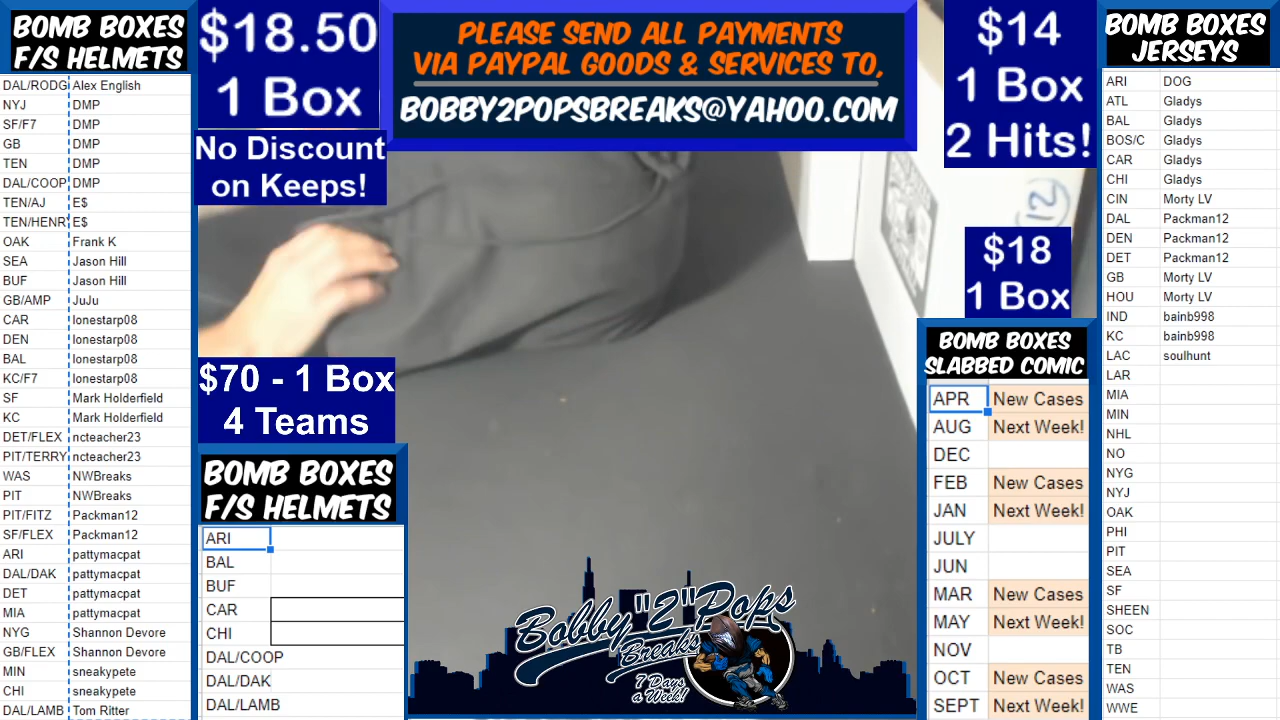 BOMB BOXES
F/S HELMETS
DAL/RODG Alex English
NYJ DMP
SF/F7 DMP
GB DMP
TEN DMP
DAL/COOP DMP
TEN/AJ E$
TEN/HENR E$
OAK Frank K
SEA Jason Hill
BUF Jason Hill
GB/AMP JuJu
CAR lonestarp08
DEN lonestarp08
BAL lonestarp08
KC/F7 lonestarp08
SF Mark Holderfield
KC Mark Holderfield
DET/FLEX ncteacher23
PIT/TERRY ncteacher23
WAS NWBreaks
PIT NWBreaks
PIT/FITZ Packman12
SF/FLEX Packman12
ARI pattymacpat
DAL/DAK pattymacpat
DET pattymacpat
MIA pattymacpat
NYG Shannon Devore
GB/FLEX Shannon Devore
MIN sneakypete
CHI sneakypete
DAL/LAMB Tom Ritter
$18.50
1 Box
No Discount
on Keeps!
$70 - 1 Box
4 Teams
BOMB BOXES
F/S HELMETS
ARI
BAL
BUF
CAR
CHI
DAL/COOP
DAL/DAK
DAL/LAMB
PLEASE SEND ALL PAYMENTS
VIA PAYPAL GOODS & SERVICES TO,
BOBBY2POPSBREAKS@YAHOO.COM
12
Bobby "2" Pops
Breaks
7 Days
a Week!
$14
1 Box
2 Hits!
$18
1 Box
BOMB BOXES
SLABBED COMIC
APR New Cases
AUG Next Week!
DEC
FEB New Cases
JAN Next Week!
JULY
JUN
MAR New Cases
MAY Next Week!
NOV
OCT New Cases
SEPT Next Week!
BOMB BOXES
JERSEYS
ARI DOG
ATL Gladys
BAL Gladys
BOS/C Gladys
CAR Gladys
CHI Gladys
CIN Morty LV
DAL Packman12
DEN Packman12
DET Packman12
GB Morty LV
HOU Morty LV
IND bainb998
KC bainb998
LAC soulhunt
LAR
MIA
MIN
NHL
NO
NYG
NYJ
OAK
PHI
PIT
SEA
SF
SHEEN
SOC
TB
TEN
WAS
WWE